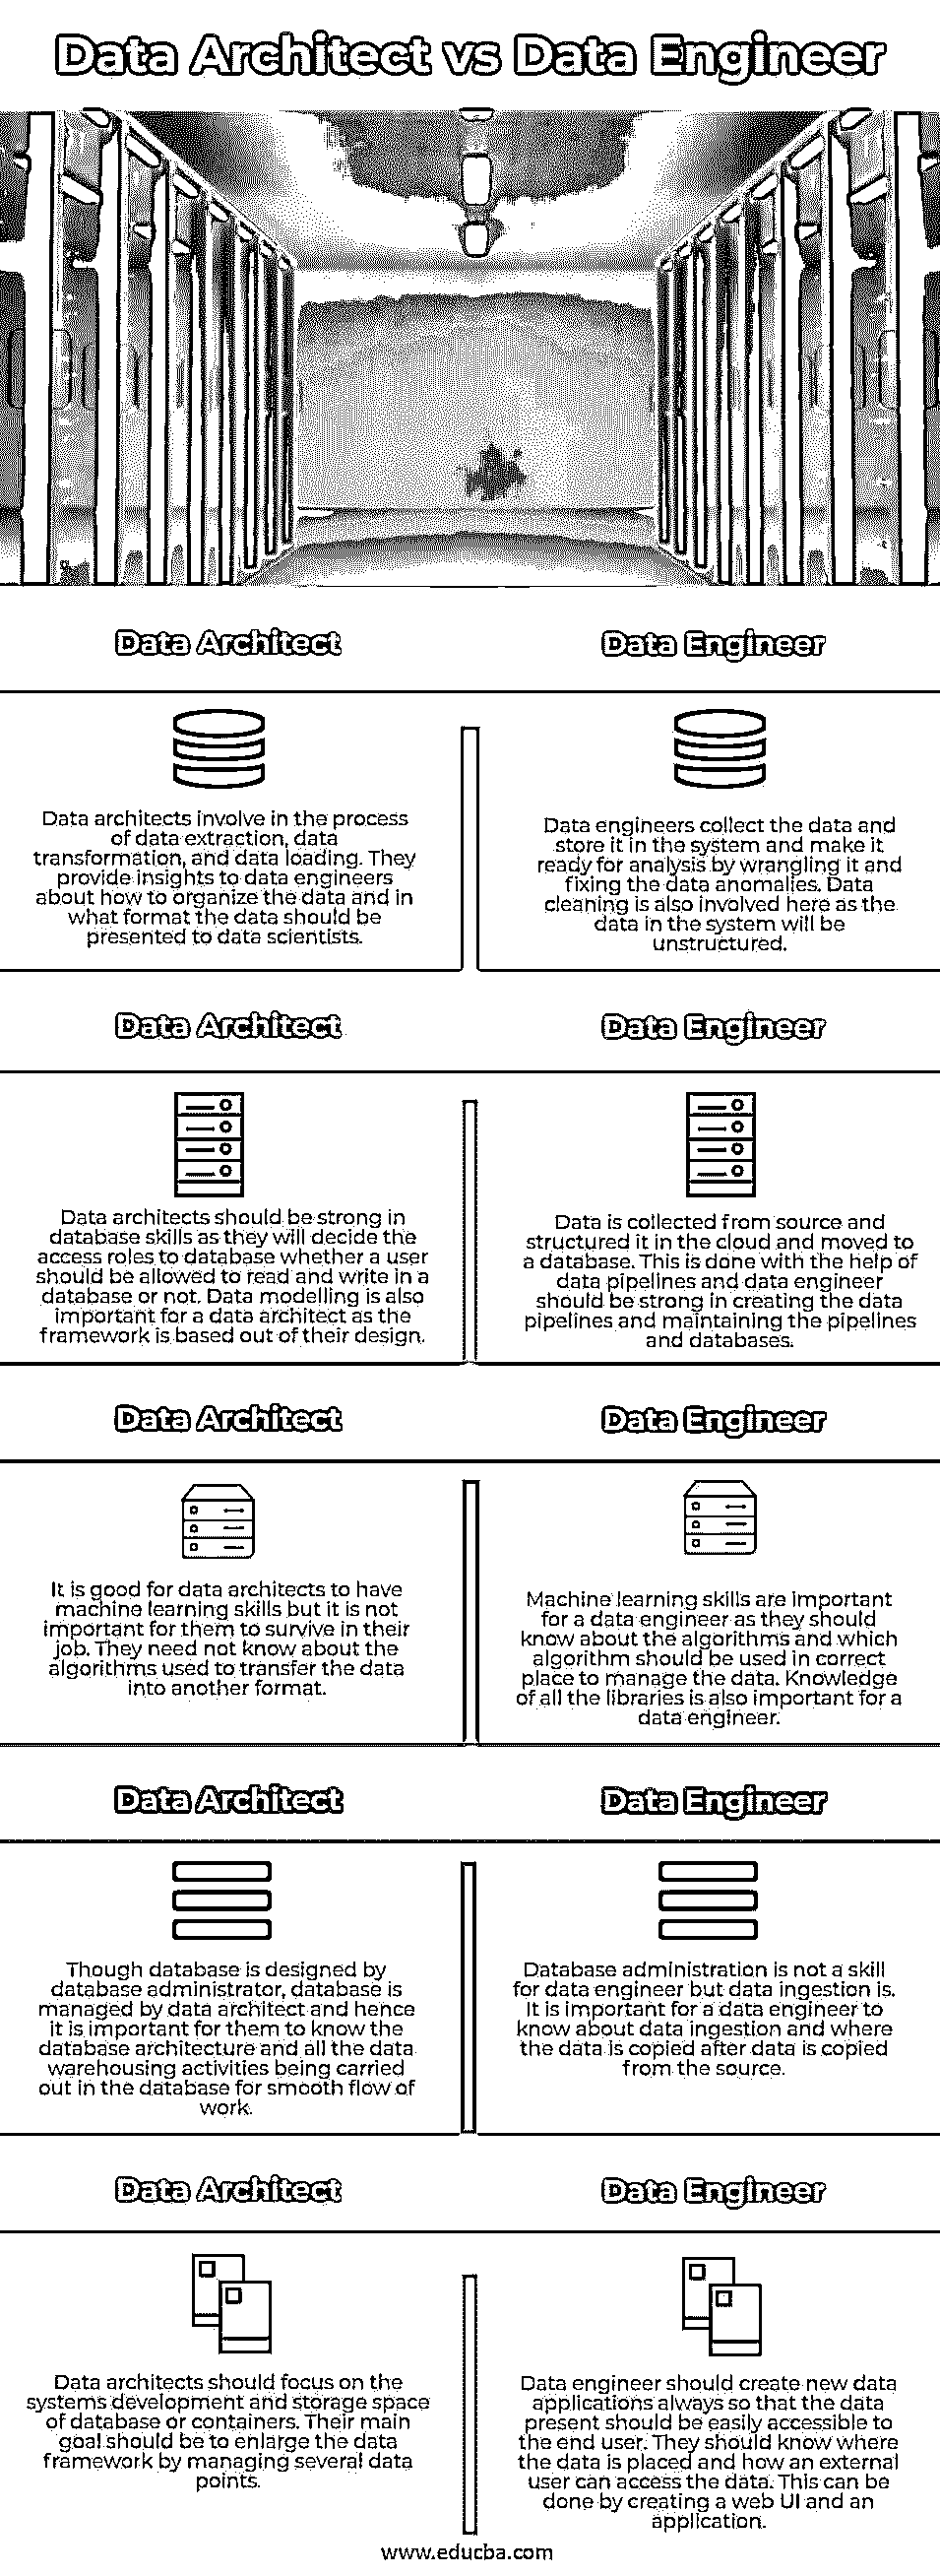 Data Architect vs Data Engineer
Data Architect
Data Engineer
Data architects involve in the process
of data extraction, data
transformation, and data loading. They
provide insights to data engineers
about how to organize the data and in
what format the data should be
presented to data scientists.
Data engineers collect the data and
store it in the system and make it
ready for analysis by wrangling it and
fixing the data anomalies. Data
cleaning is also involved here as the
data in the system will be
unstructured.
Data Architect
Data Engineer
Data architects should be strong in
database skills as they will decide the
access roles to database whether a user
should be allowed to read and write in a
database or not. Data modelling is also
important for a data architect as the
framework is based out of their design.
Data is collected from source and
structured it in the cloud and moved to
a database. This is done with the help of
data pipelines and data engineer
should be strong in creating the data
pipelines and maintaining the pipelines
and databases.
Data Architect
Data Engineer
It is good for data architects to have
machine learning skills but it is not
important for them to survive in their
job. They need not know about the
algorithms used to transfer the data
into another format.
Machine learning skills are important
for a data engineer as they should
know about the algorithms and which
algorithm should be used in correct
place to manage the data. Knowledge
of all the libraries is also important for a
data engineer.
Data Architect
Data Engineer
Though database is designed by
database administrator, database is
managed by data architect and hence
it is important for them to know the
database architecture and all the data
warehousing activities being carried
out in the database for smooth flow of
work.
Database administration is not a skill
for data engineer but data ingestion is.
It is important for a data engineer to
know about data ingestion and where
the data is copied after data is copied
from the source.
Data Architect
Data Engineer
Data architects should focus on the
systems development and storage space
of database or containers. Their main
goal should be to enlarge the data
framework by managing several data
points.
Data engineer should create new data
applications always so that the data
present should be easily accessible to
the end user. They should know where
the data is placed and how an external
user can access the data. This can be
done by creating a web UI and an
application.
www.educba.com